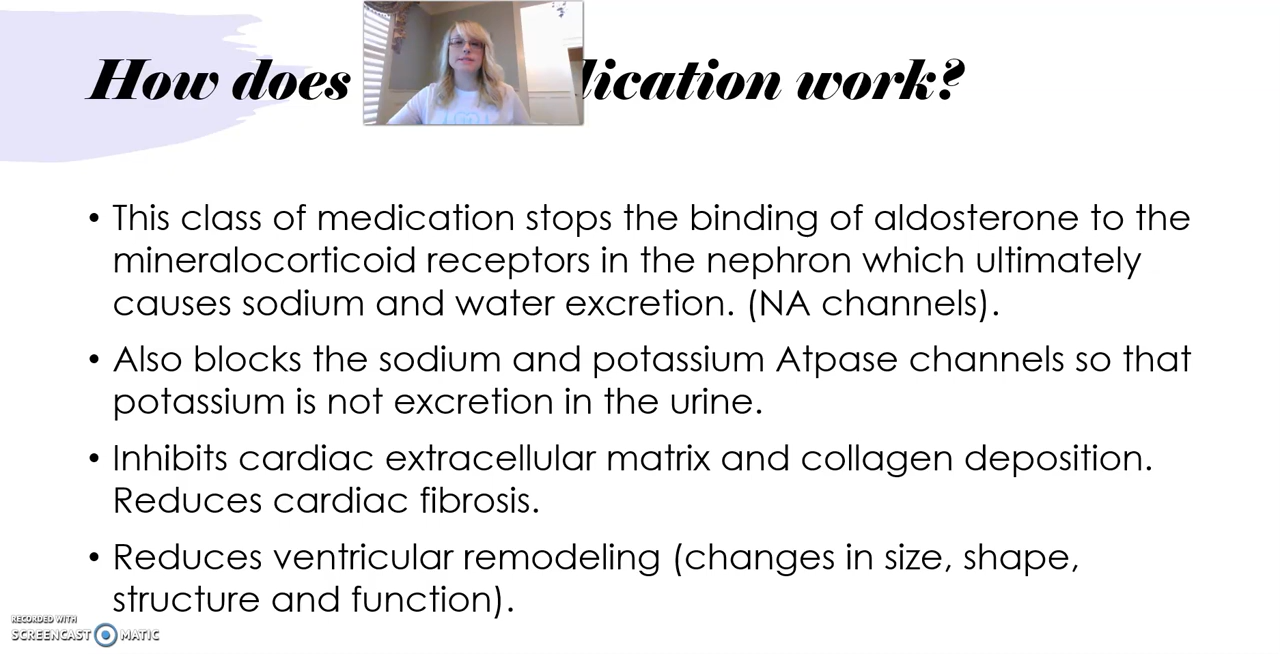 How does lication work?
• This class of medication stops the binding of aldosterone to the
mineralocorticoid receptors in the nephron which ultimately
causes sodium and water excretion. (NA channels).
• Also blocks the sodium and potassium Atpase channels so that
potassium is not excretion in the urine.
• Inhibits cardiac extracellular matrix and collagen deposition.
Reduces cardiac fibrosis.
• Reduces ventricular remodeling (changes in size, shape,
structure and function).
RECORDED WITH
SCREENCAST MATIC